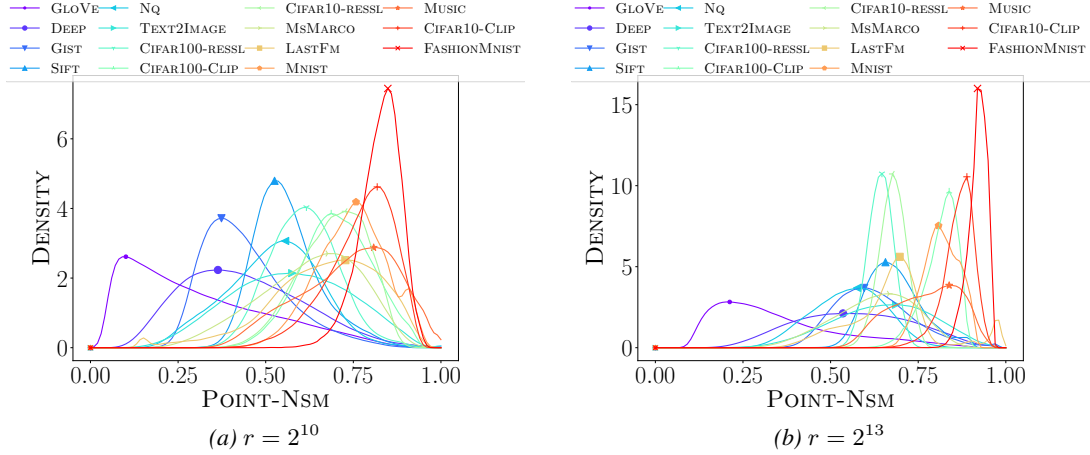 GLOVE NQ CIFAR10-RESSL MUSIC
DEEP TEXT2IMAGE MSMARCO CIFAR10-CLIP
GIST CIFAR100-RESSL LASTFM FASHIONMNIST
SIFT CIFAR100-CLIP MNIST
DENSITY
6
4
2
0
0.00 0.25 0.50 0.75 1.00
POINT-NSM
(a) r = 2^10
GLOVE NQ CIFAR10-RESSL MUSIC
DEEP TEXT2IMAGE MSMARCO CIFAR10-CLIP
GIST CIFAR100-RESSL LASTFM FASHIONMNIST
SIFT CIFAR100-CLIP MNIST
DENSITY
15
10
5
0
0.00 0.25 0.50 0.75 1.00
POINT-NSM
(b) r = 2^13